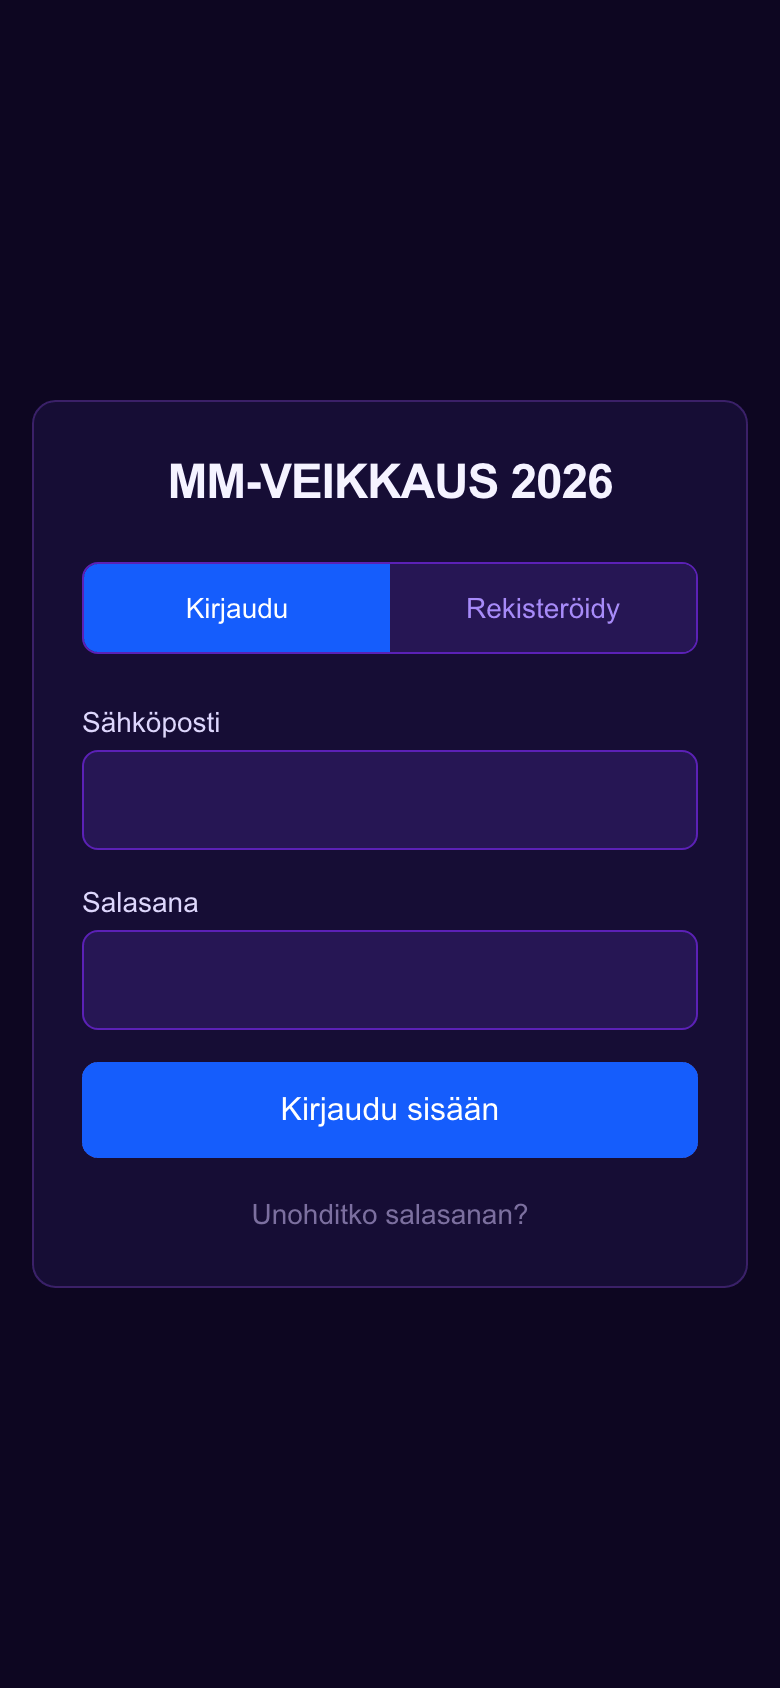 MM-VEIKKAUS 2026
Kirjaudu
Rekisteröidy
Sähköposti
Salasana
Kirjaudu sisään
Unohditko salasanan?